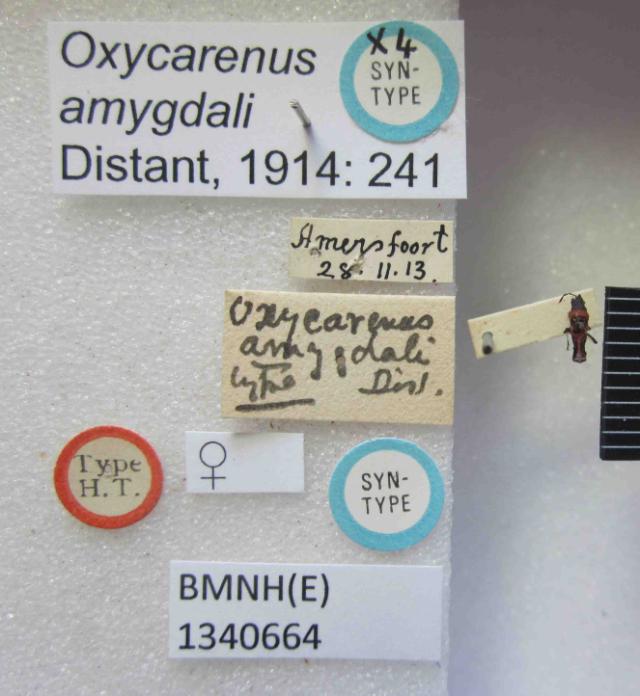 Oxycarenus
amygdali
Distant, 1914: 241
X4
SYN-
TYPE
Amersfoort
28. 11. 13.
Oxycarenus
amygdali
type Dist.
Type
H.T.
♀
SYN-
TYPE
BMNH(E)
1340664